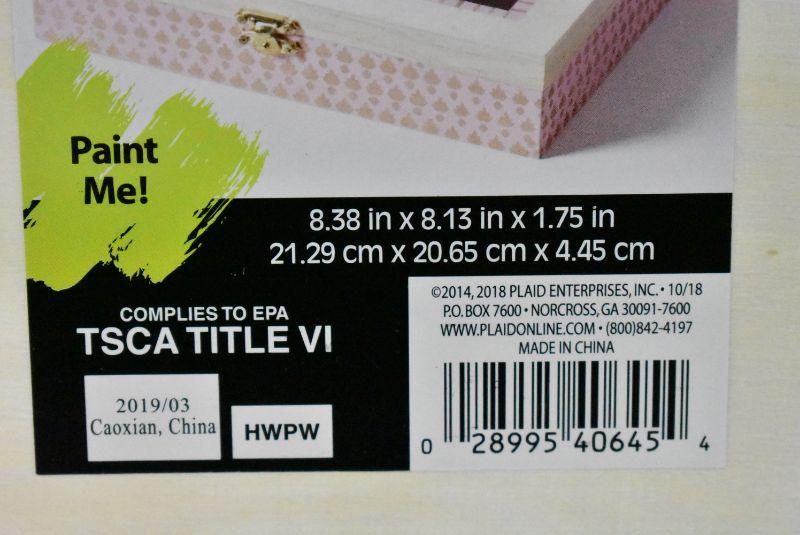 Paint
Me!
8.38 in x 8.13 in x 1.75 in
21.29 cm x 20.65 cm x 4.45 cm
COMPLIES TO EPA
TSCA TITLE VI
2019/03
Caoxian, China
HWPW
©2014, 2018 PLAID ENTERPRISES, INC. • 10/18
P.O. BOX 7600 • NORCROSS, GA 30091-7600
WWW.PLAIDONLINE.COM • (800)842-4197
MADE IN CHINA
0 28995 40645 4